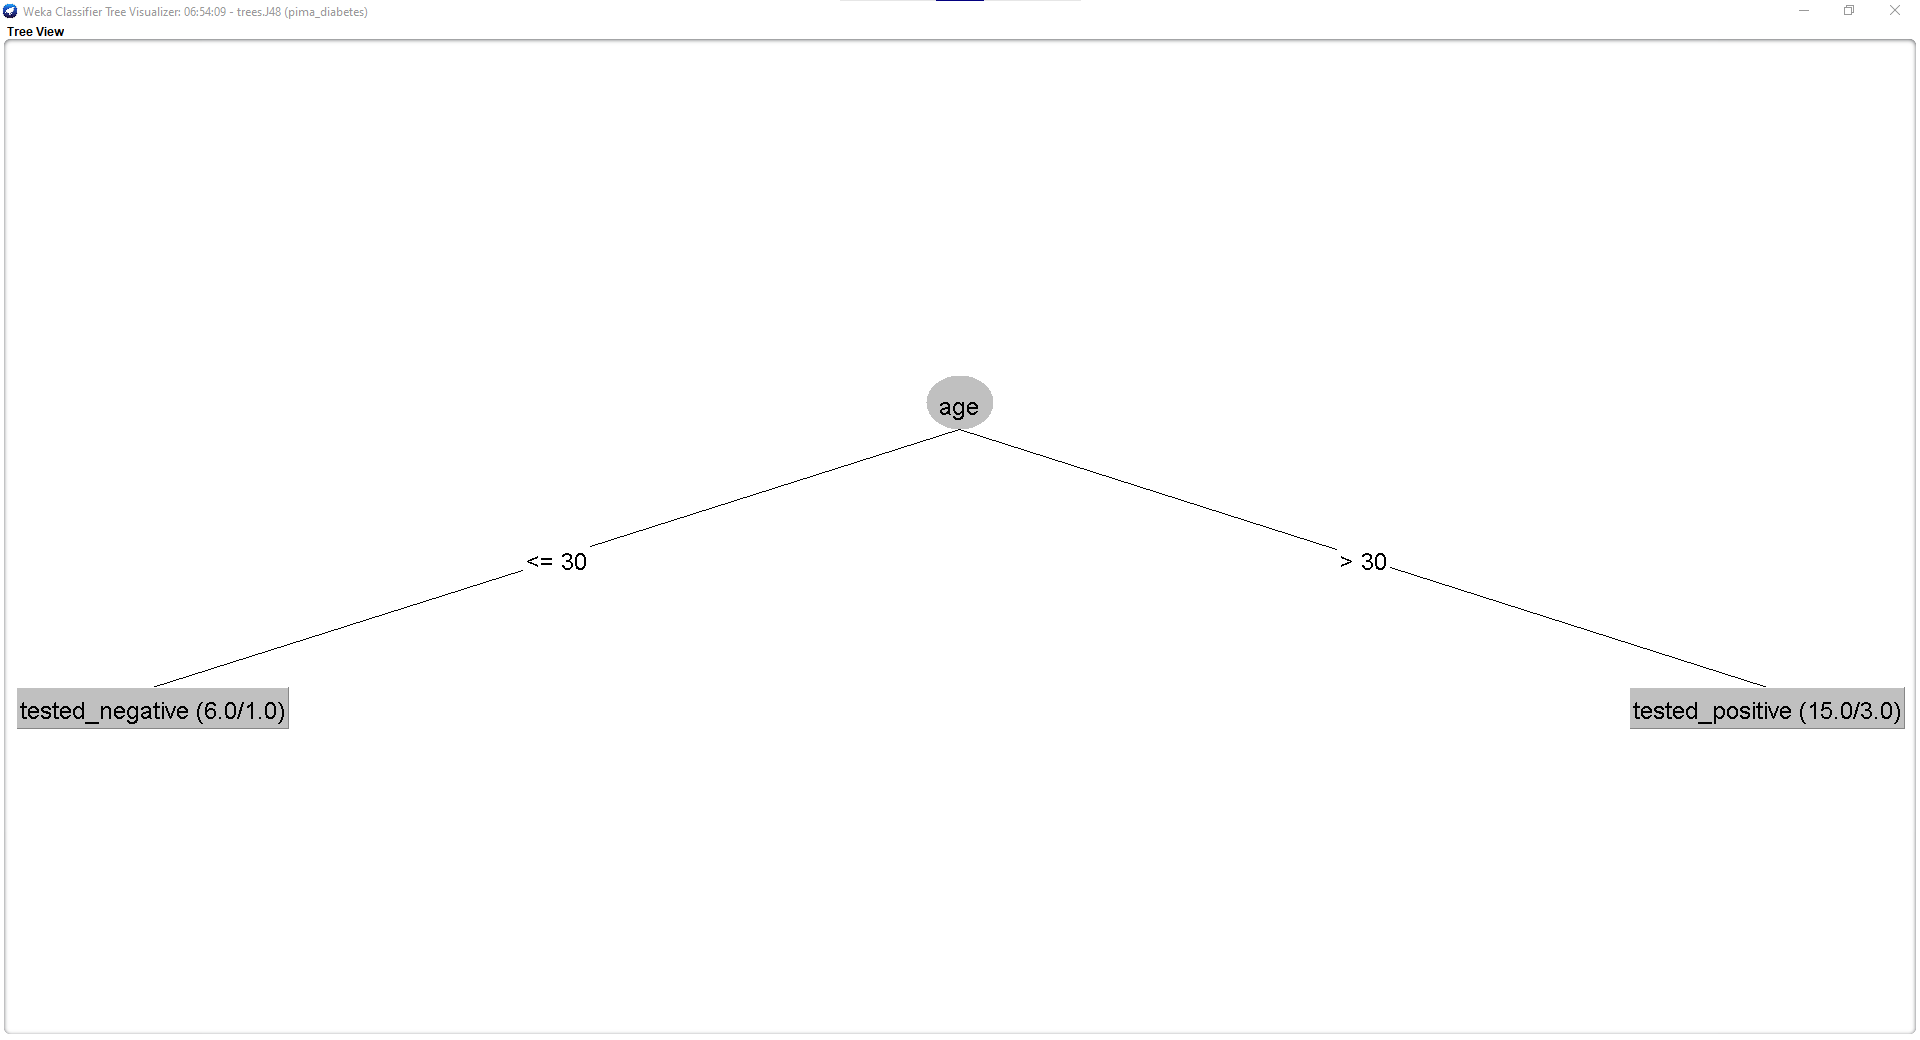 Weka Classifier Tree Visualizer: 06:54:09 - trees.J48 (pima_diabetes)
Tree View
age
<= 30
> 30
tested_negative (6.0/1.0)
tested_positive (15.0/3.0)